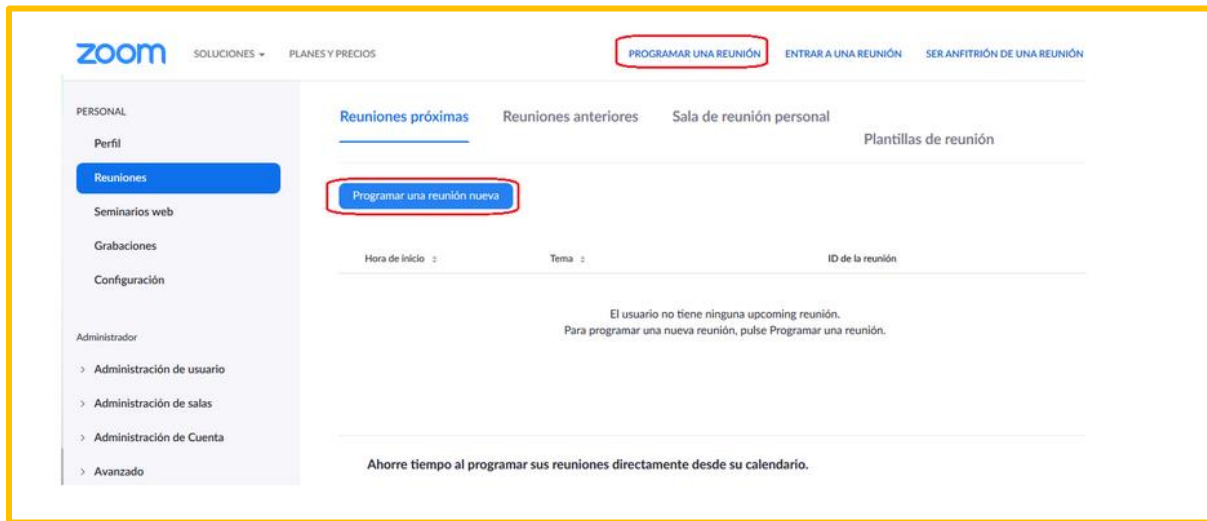 zoom SOLUCIONES PLANES Y PRECIOS PROGRAMAR UNA REUNIÓN ENTRAR A UNA REUNIÓN SER ANFITRIÓN DE UNA REUNIÓN
PERSONAL
Perfil
Reuniones
Seminarios web
Grabaciones
Configuración
Administrador
> Administración de usuario
> Administración de salas
> Administración de Cuenta
> Avanzado
Reuniones próximas Reuniones anteriores Sala de reunión personal
Plantillas de reunión
Programar una reunión nueva
Hora de inicio Tema ID de la reunión
El usuario no tiene ninguna upcoming reunión.
Para programar una nueva reunión, pulse Programar una reunión.
Ahorre tiempo al programar sus reuniones directamente desde su calendario.